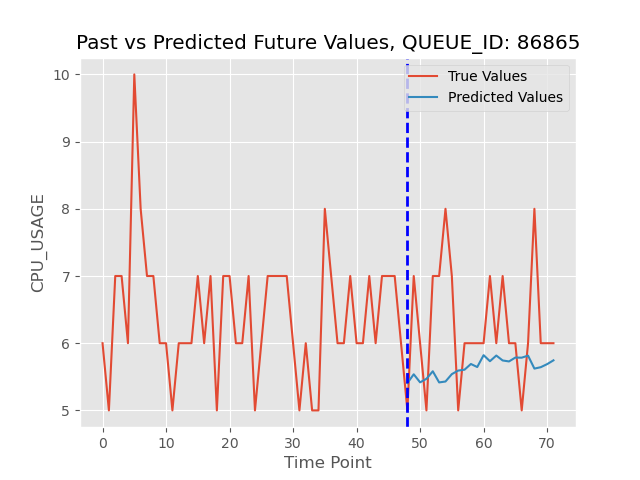 Past vs Predicted Future Values, QUEUE_ID: 86865
True Values
Predicted Values
CPU_USAGE
10
9
8
7
6
5
0
10
20
30
40
50
60
70
Time Point